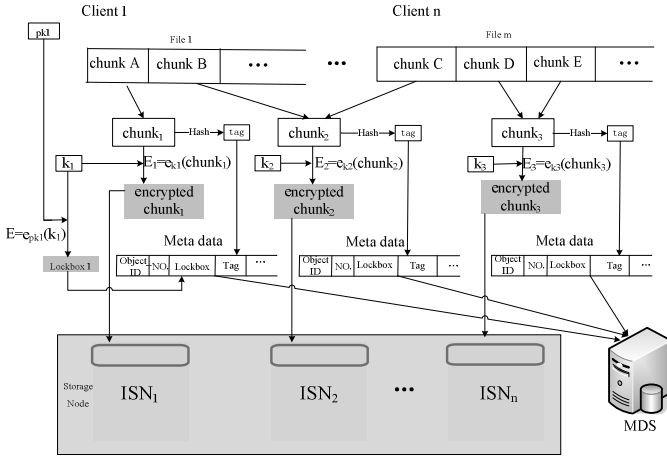 Client 1
Client n
pk1
File 1
File m
chunk A
chunk B
...
...
chunk C
chunk D
chunk E
...
chunk1
Hash
tag
chunk2
Hash
tag
chunk3
Hash
tag
k1
E1=ek1(chunk1)
k2
E2=ek2(chunk2)
k3
E3=ek3(chunk3)
encrypted
chunk1
encrypted
chunk2
encrypted
chunk3
E=epk1(k1)
Lockbox 1
Meta data
Object
ID
NO.
Lockbox
Tag
...
Meta data
Object
ID
NO.
Lockbox
Tag
...
Meta data
Object
ID
NO.
Lockbox
Tag
...
Storage
Node
ISN1
ISN2
...
ISNn
MDS